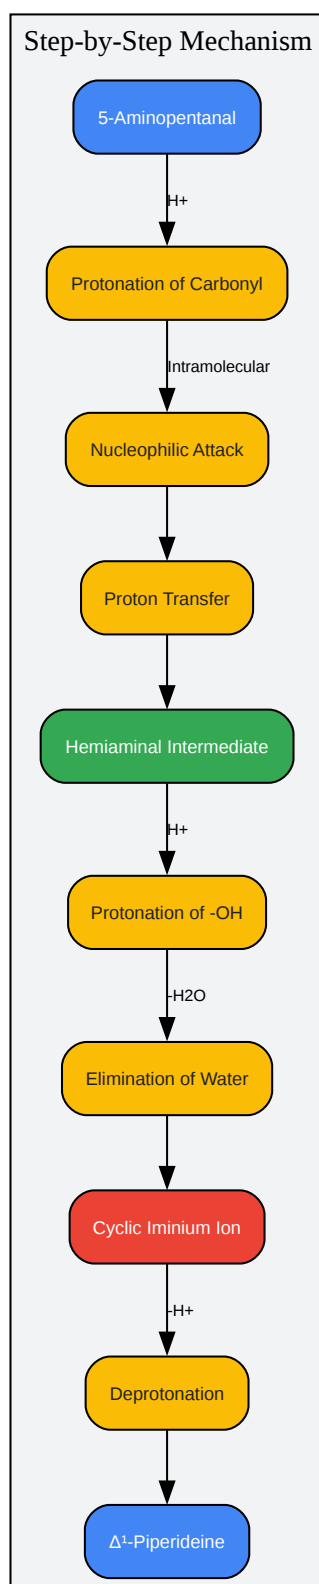 Step-by-Step Mechanism
5-Aminopentanal
H+
Protonation of Carbonyl
Intramolecular
Nucleophilic Attack
Proton Transfer
Hemiaminal Intermediate
H+
Protonation of -OH
-H2O
Elimination of Water
Cyclic Iminium Ion
-H+
Deprotonation
Δ¹-Piperideine